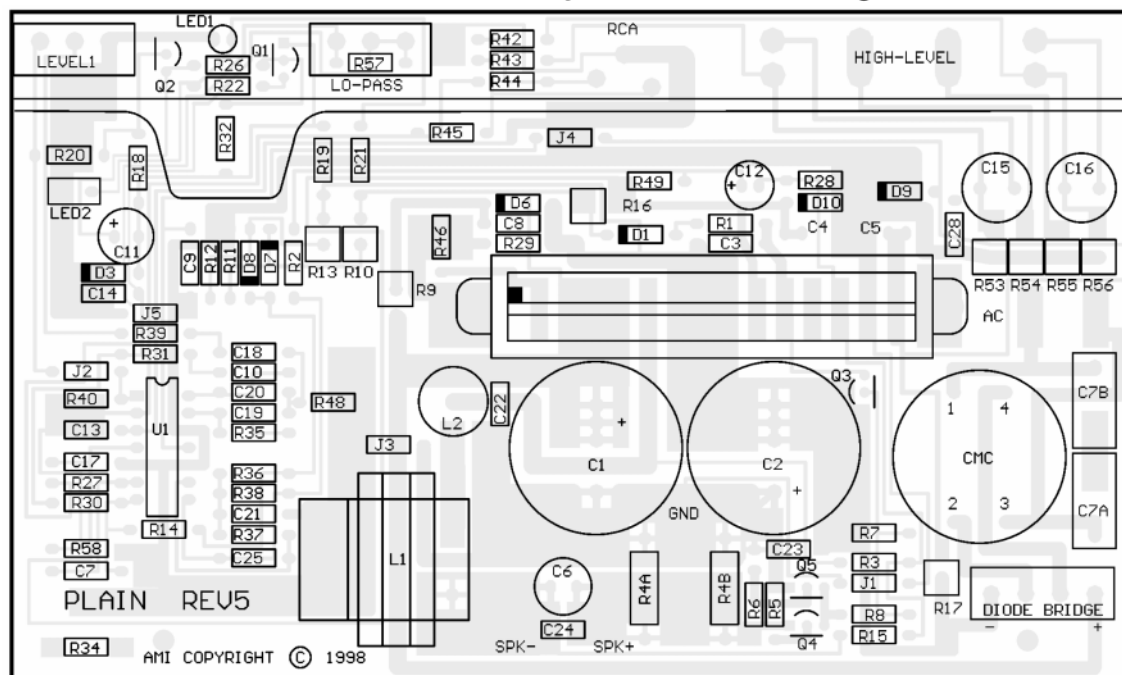 LED1
RCA
R42
Q1
LEVEL1
R26
R57
R43
HIGH-LEVEL
Q2
R22
LO-PASS
R44
R32
R45
J4
R20
R18
R19
R21
C12
C15
C16
R49
R28
D9
LED2
D6
R16
D10
C11
C8
R1
C4
C5
C28
R46
R29
D1
C3
C9
R12
R11
D8
D7
R2
R13
R10
D3
R9
R53
R54
R55
R56
C14
J5
AC
R39
R31
C18
J2
C10
Q3
C7B
R40
C20
R48
C22
1
4
C19
L2
U1
C13
R35
J3
C1
C2
CMC
C17
R36
R27
R38
2
3
R30
C21
GND
C7A
R14
R37
R7
R58
C25
L1
C23
R3
C7
C6
R4A
R4B
Q5
J1
PLAIN REV5
R6
R5
R17
DIODE BRIDGE
R8
- +
C24
R15
R34
SPK-
SPK+
Q4
AMI COPYRIGHT © 1998